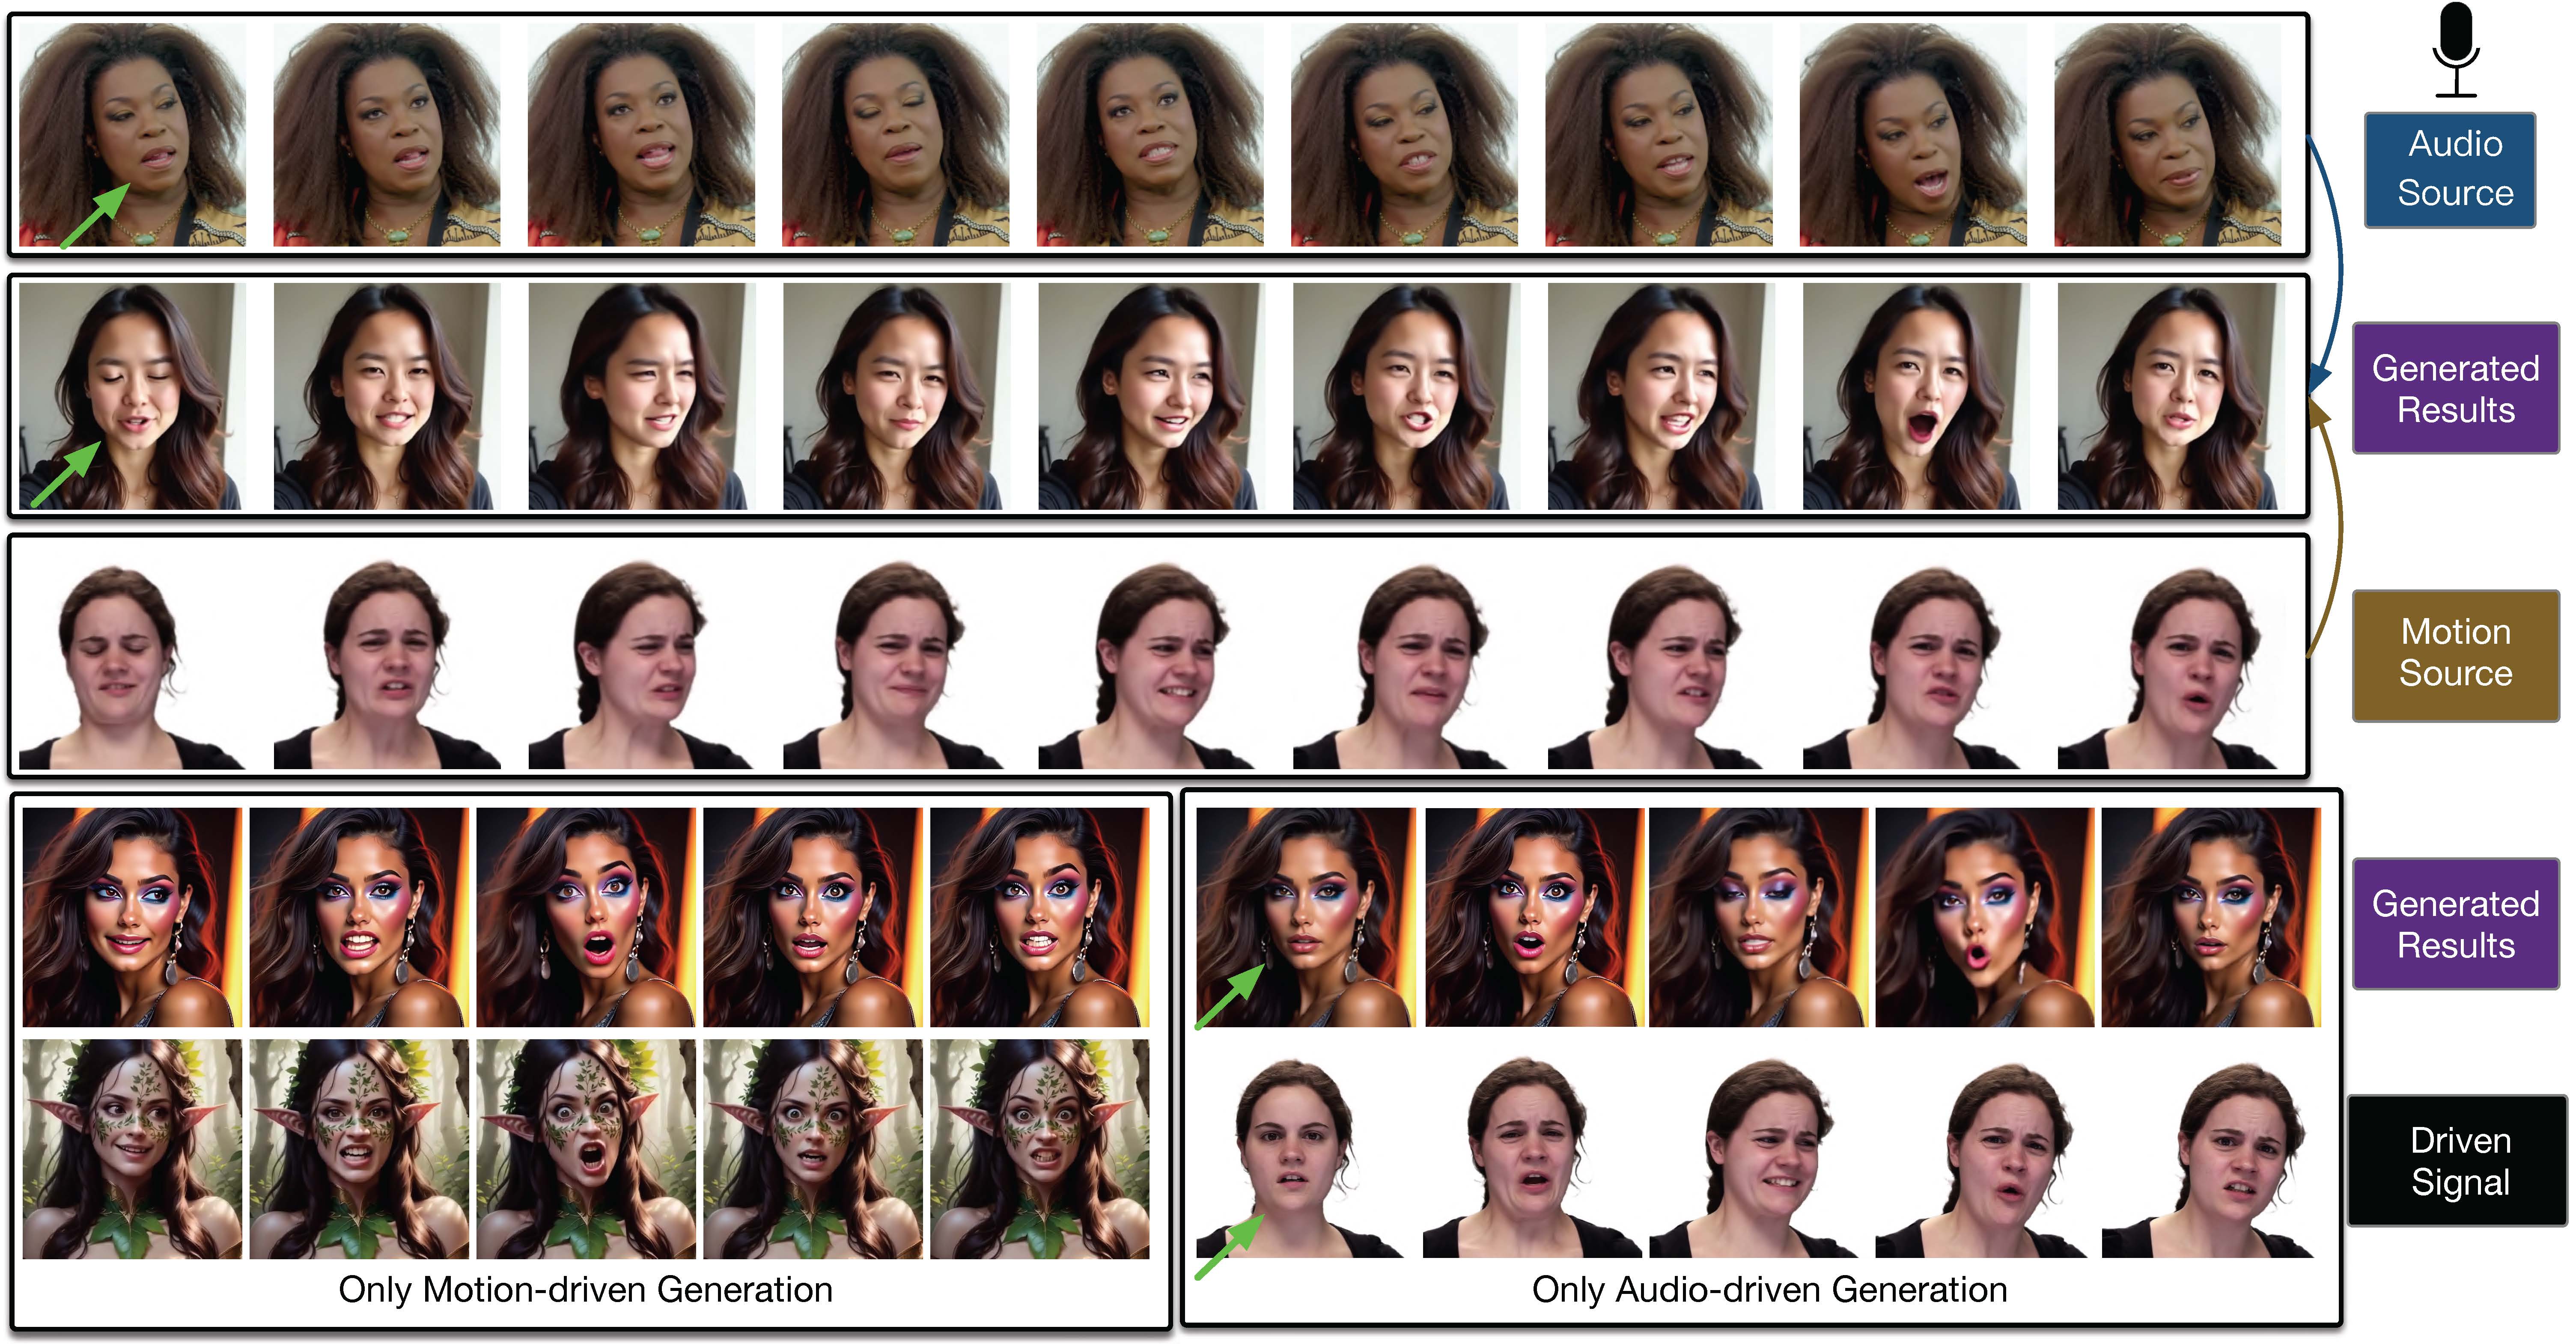 Audio
Source
Generated
Results
Motion
Source
Generated
Results
Driven
Signal
Only Motion-driven Generation
Only Audio-driven Generation